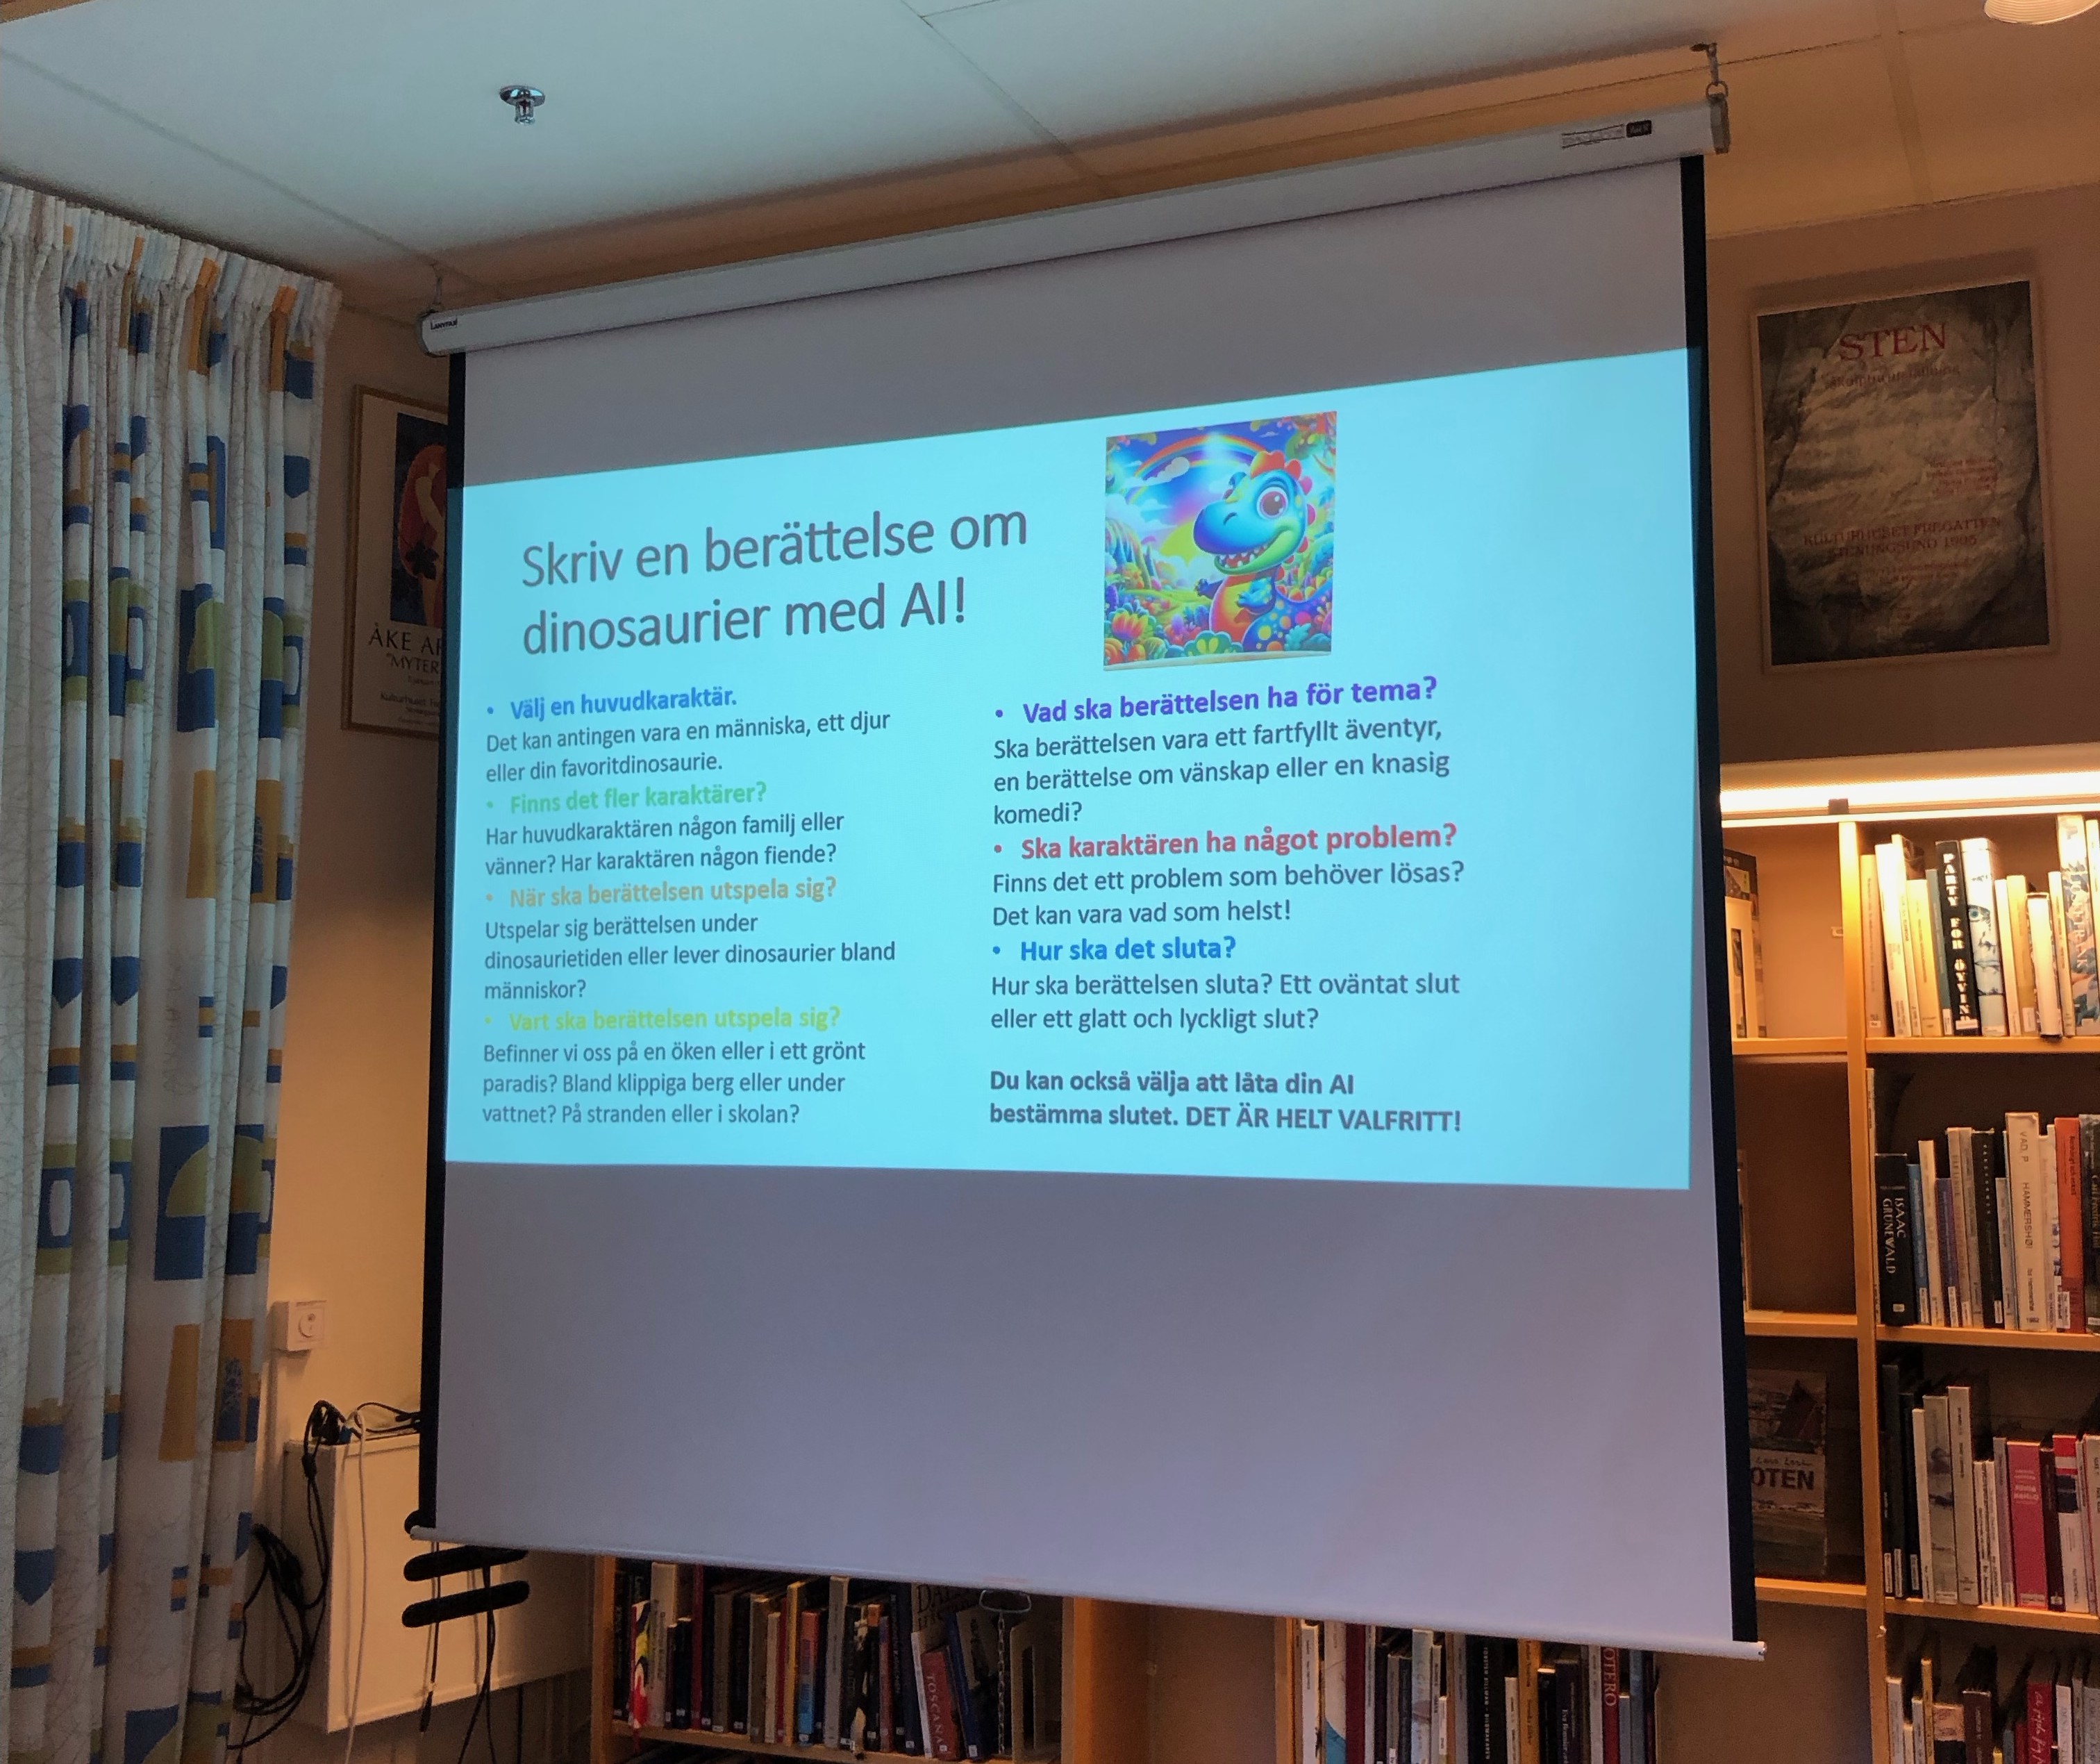 Skriv en berättelse om
dinosaurier med AI!
• Välj en huvudkaraktär.
Det kan antingen vara en människa, ett djur
eller din favoritdinosaurie.
• Finns det fler karaktärer?
Har huvudkaraktären någon familj eller
vänner? Har karaktären någon fiende?
• När ska berättelsen utspela sig?
Utspelar sig berättelsen under
dinosaurietiden eller lever dinosaurier bland
människor?
• Vart ska berättelsen utspela sig?
Befinner vi oss på en öken eller i ett grönt
paradis? Bland klippiga berg eller under
vattnet? På stranden eller i skolan?
• Vad ska berättelsen ha för tema?
Ska berättelsen vara ett fartfyllt äventyr,
en berättelse om vänskap eller en knasig
komedi?
• Ska karaktären ha något problem?
Finns det ett problem som behöver lösas?
Det kan vara vad som helst!
• Hur ska det sluta?
Hur ska berättelsen sluta? Ett oväntat slut
eller ett glatt och lyckligt slut?
Du kan också välja att låta din AI
bestämma slutet. DET ÄR HELT VALFRITT!
ÅKE
"MYTER
STEN
KULTURHUSET FREGATTEN
STENUNGSUND 1995
PARTY FOR ÖYVIND
ISAAC
GRÜNEWALD
HAMMERSHØI
OTEN
TOSCANA